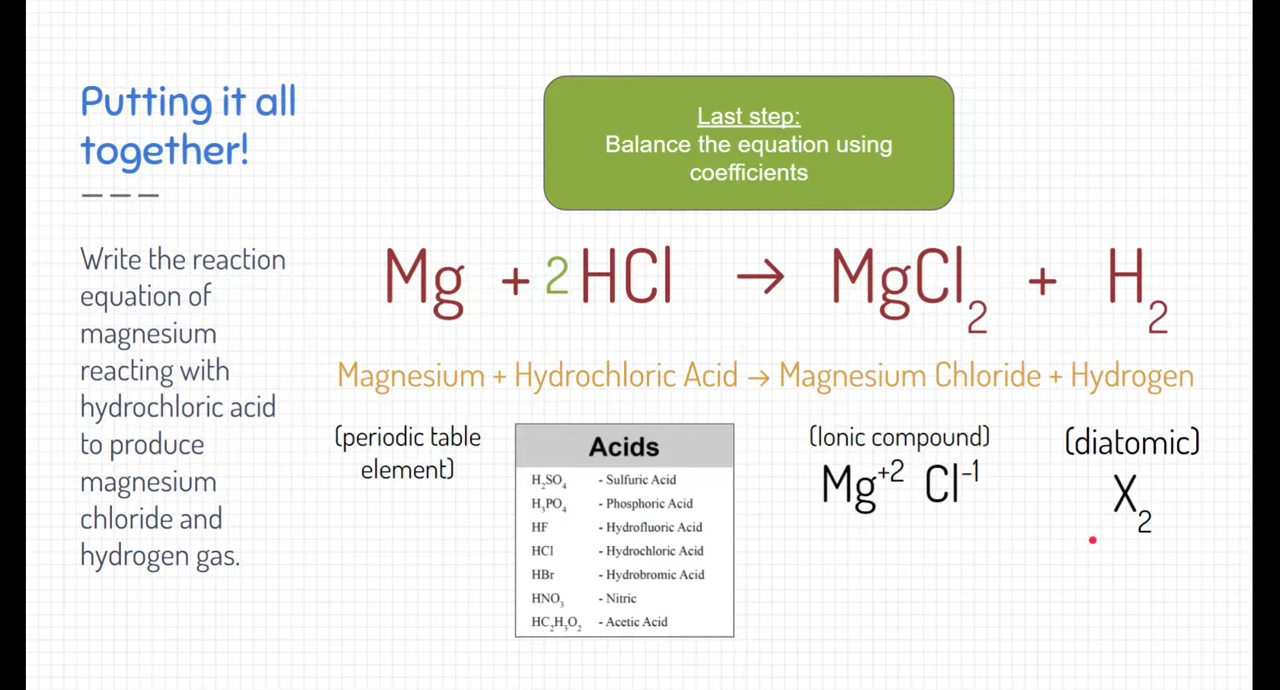 Putting it all
together!
Last step:
Balance the equation using
coefficients
Write the reaction
equation of
magnesium
reacting with
hydrochloric acid
to produce
magnesium
chloride and
hydrogen gas.
Mg + 2 HCl → MgCl₂ + H₂
Magnesium + Hydrochloric Acid → Magnesium Chloride + Hydrogen
(periodic table
element)
Acids
H₂SO₄ - Sulfuric Acid
H₃PO₄ - Phosphoric Acid
HF - Hydrofluoric Acid
HCl - Hydrochloric Acid
HBr - Hydrobromic Acid
HNO₃ - Nitric
HC₂H₃O₂ - Acetic Acid
(Ionic compound)
Mg⁺² Cl⁻¹
(diatomic)
X₂